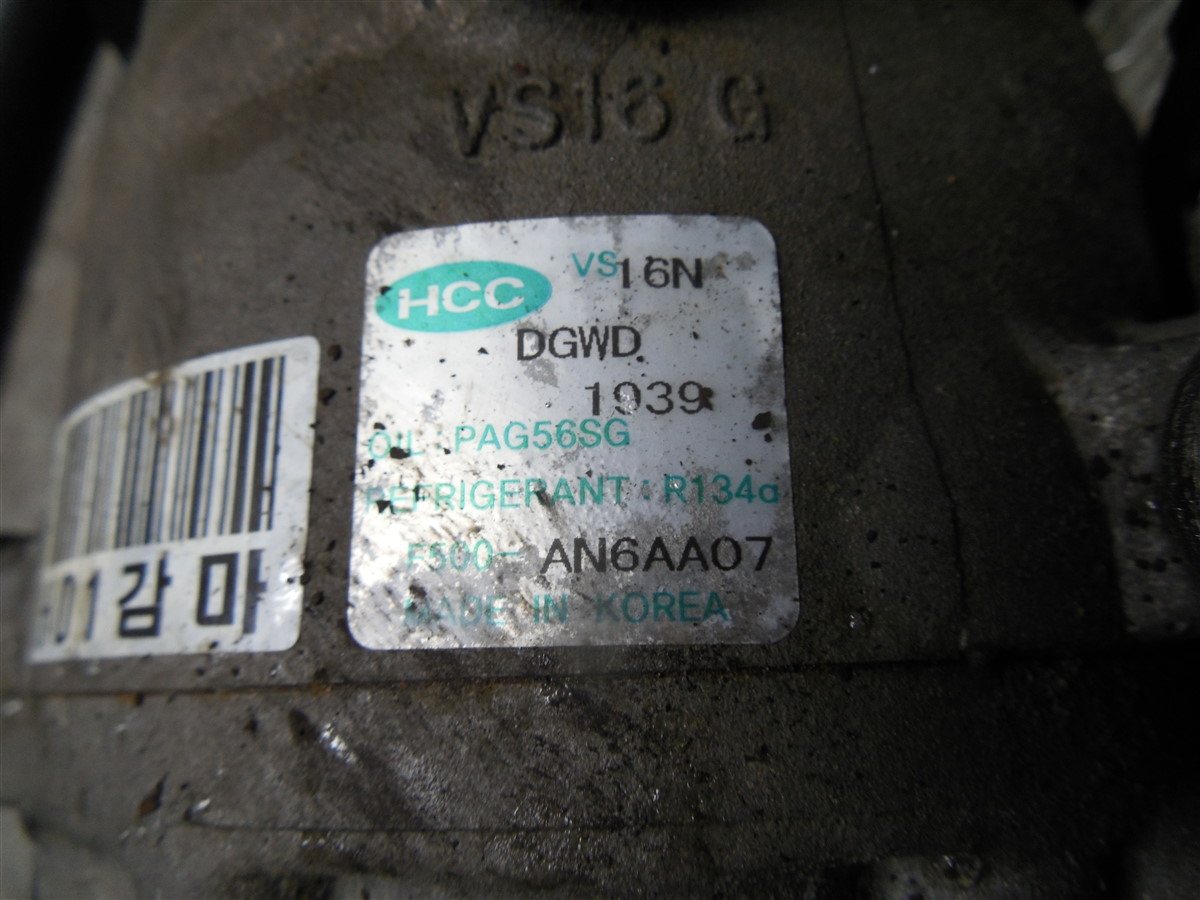 VS16 G
HCC VS16N
DGWD
1939
OIL : PAG56SG
REFRIGERANT : R134a
F500- AN6AA07
MADE IN KOREA
01감마